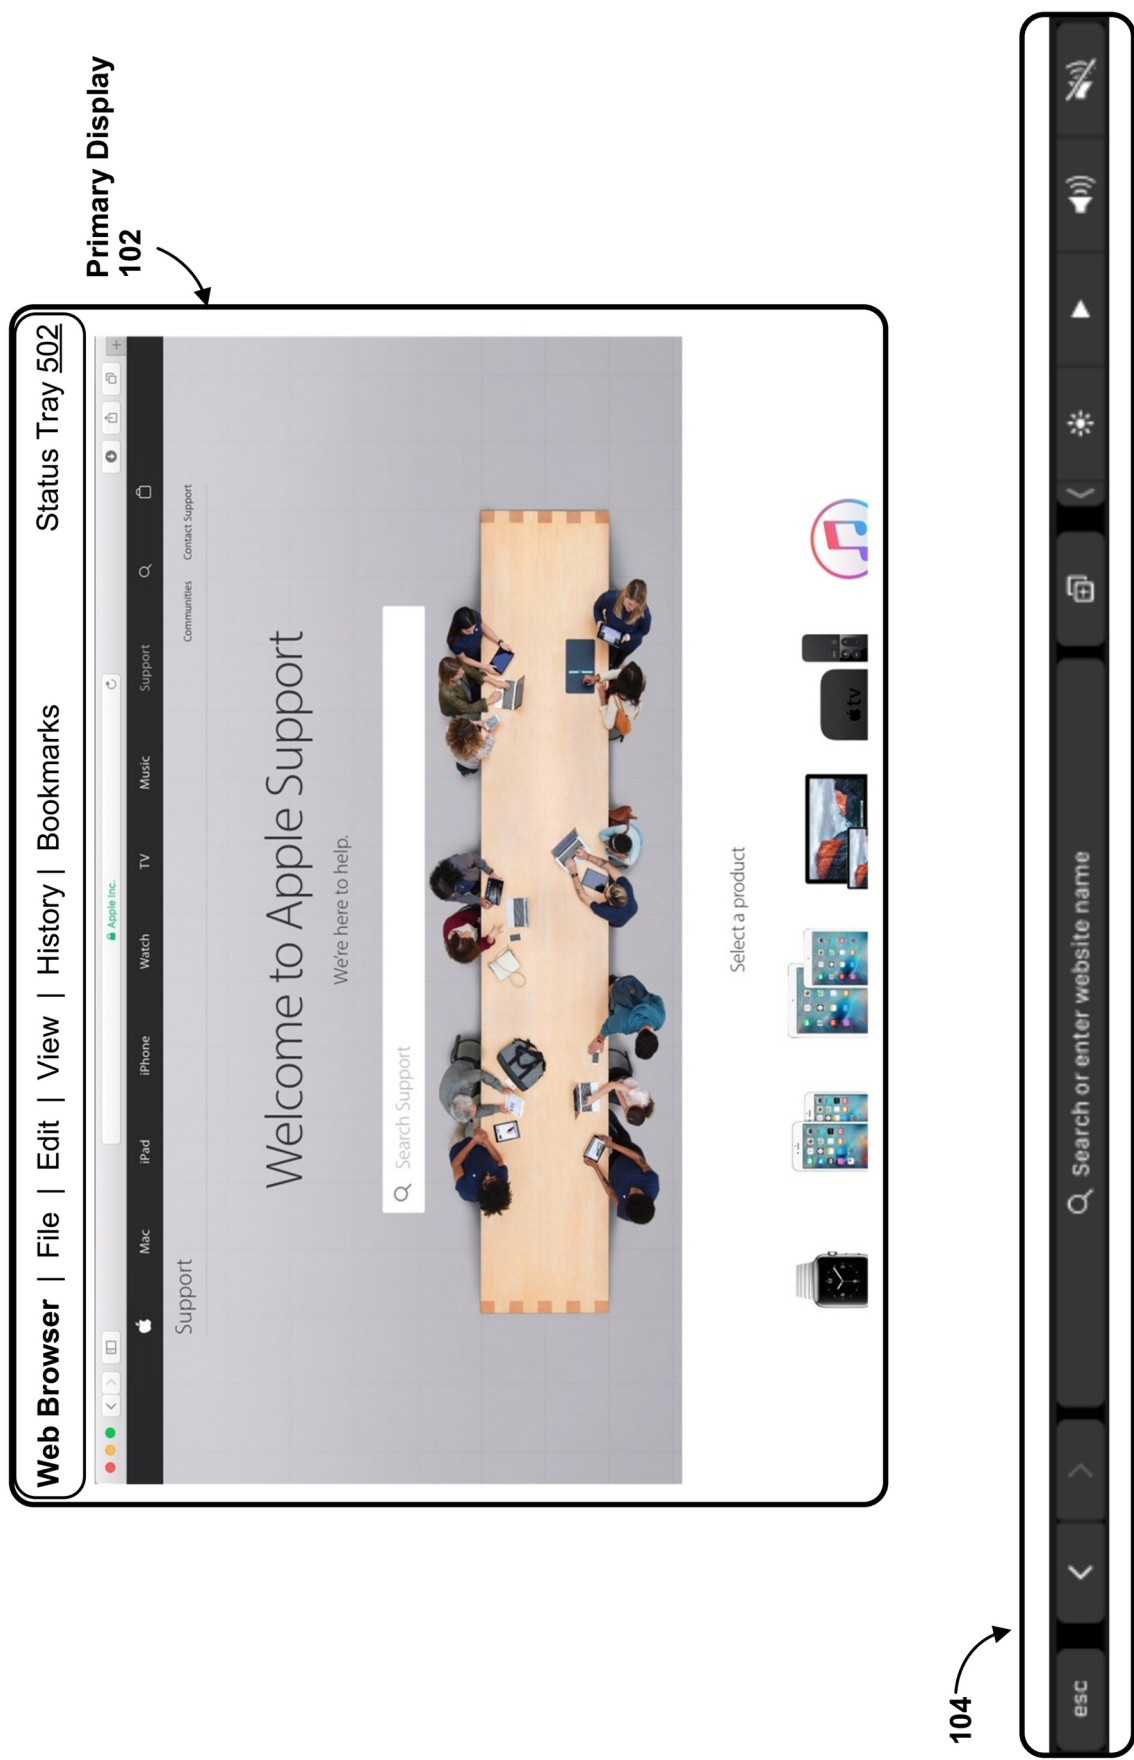 Primary Display
102
Web Browser | File | Edit | View | History | Bookmarks Status Tray 502
Apple Inc.
Mac iPad iPhone Watch TV Music Support
Support Communities Contact Support
Welcome to Apple Support
We're here to help.
Search Support
Select a product
tv
104
esc Search or enter website name